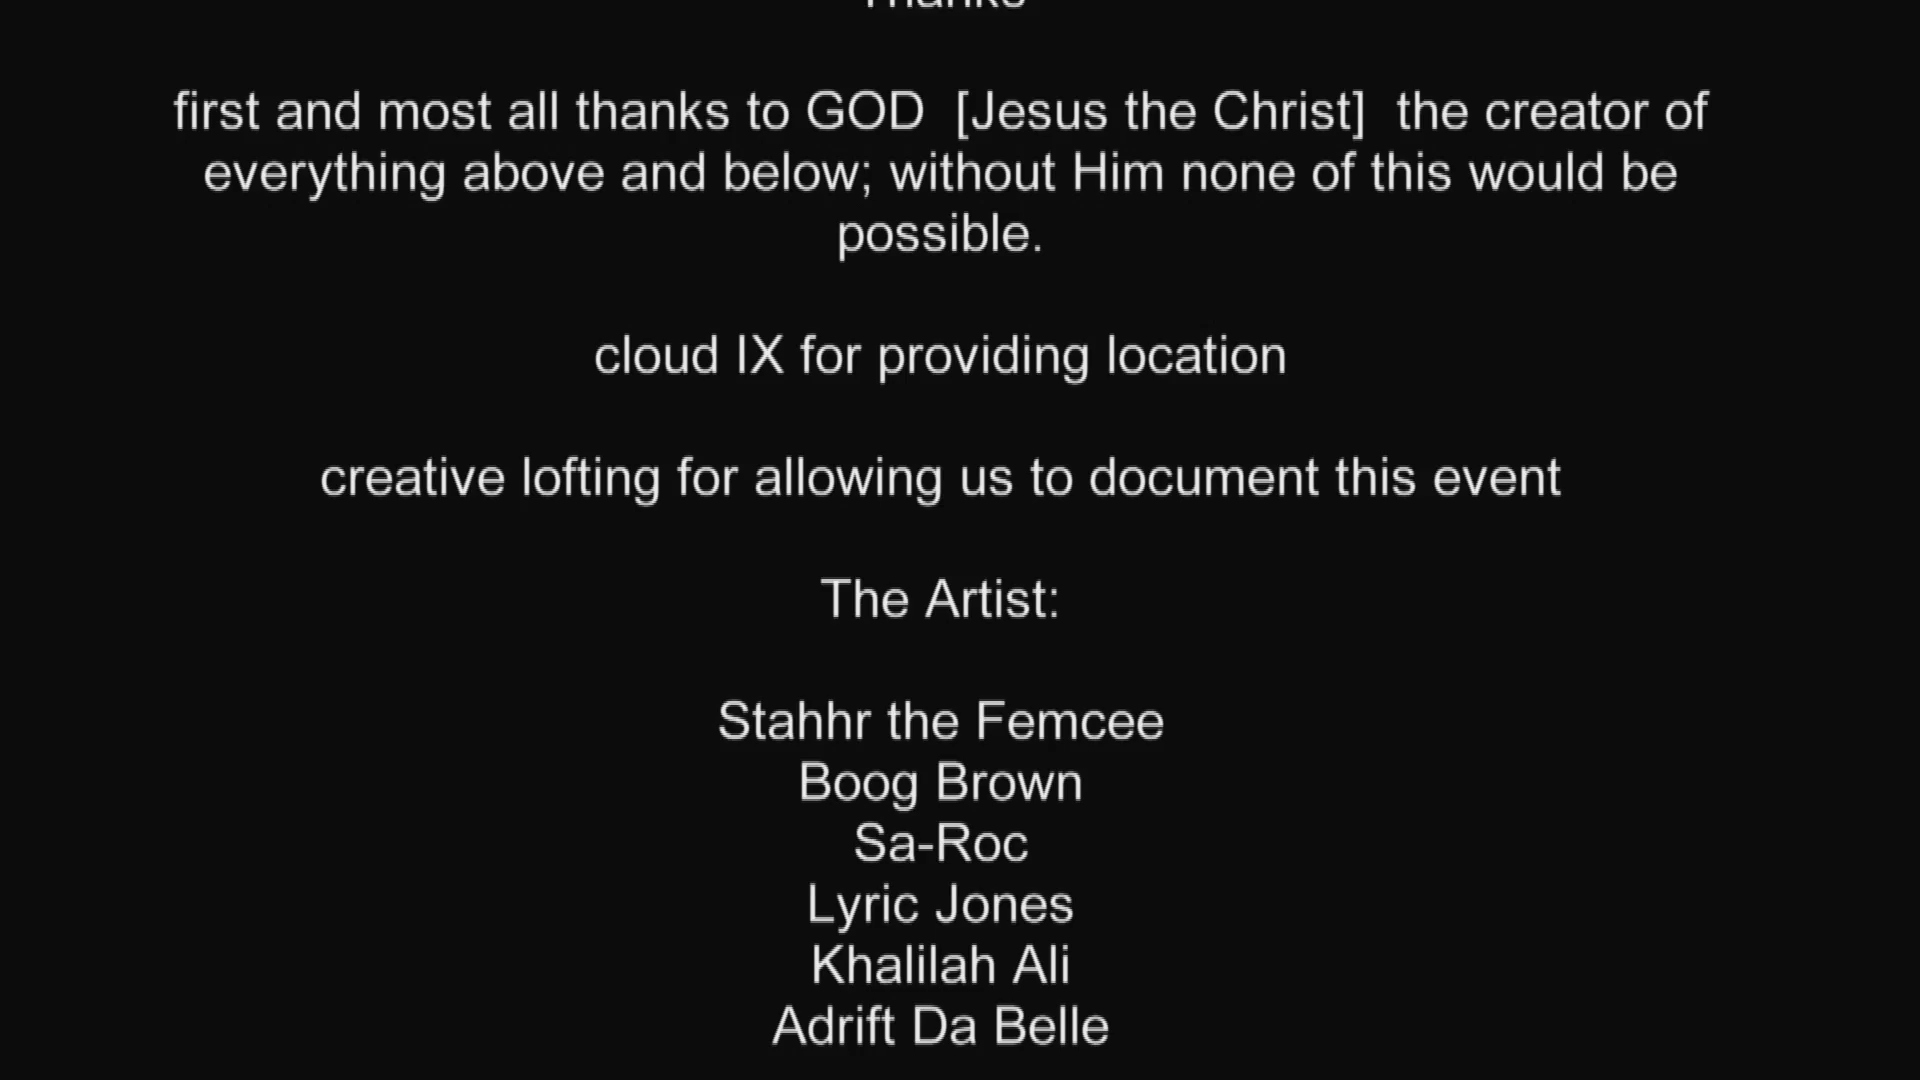 Thanks
first and most all thanks to GOD  [Jesus the Christ]  the creator of
everything above and below; without Him none of this would be
possible.
cloud IX for providing location
creative lofting for allowing us to document this event
The Artist:
Stahhr the Femcee
Boog Brown
Sa-Roc
Lyric Jones
Khalilah Ali
Adrift Da Belle